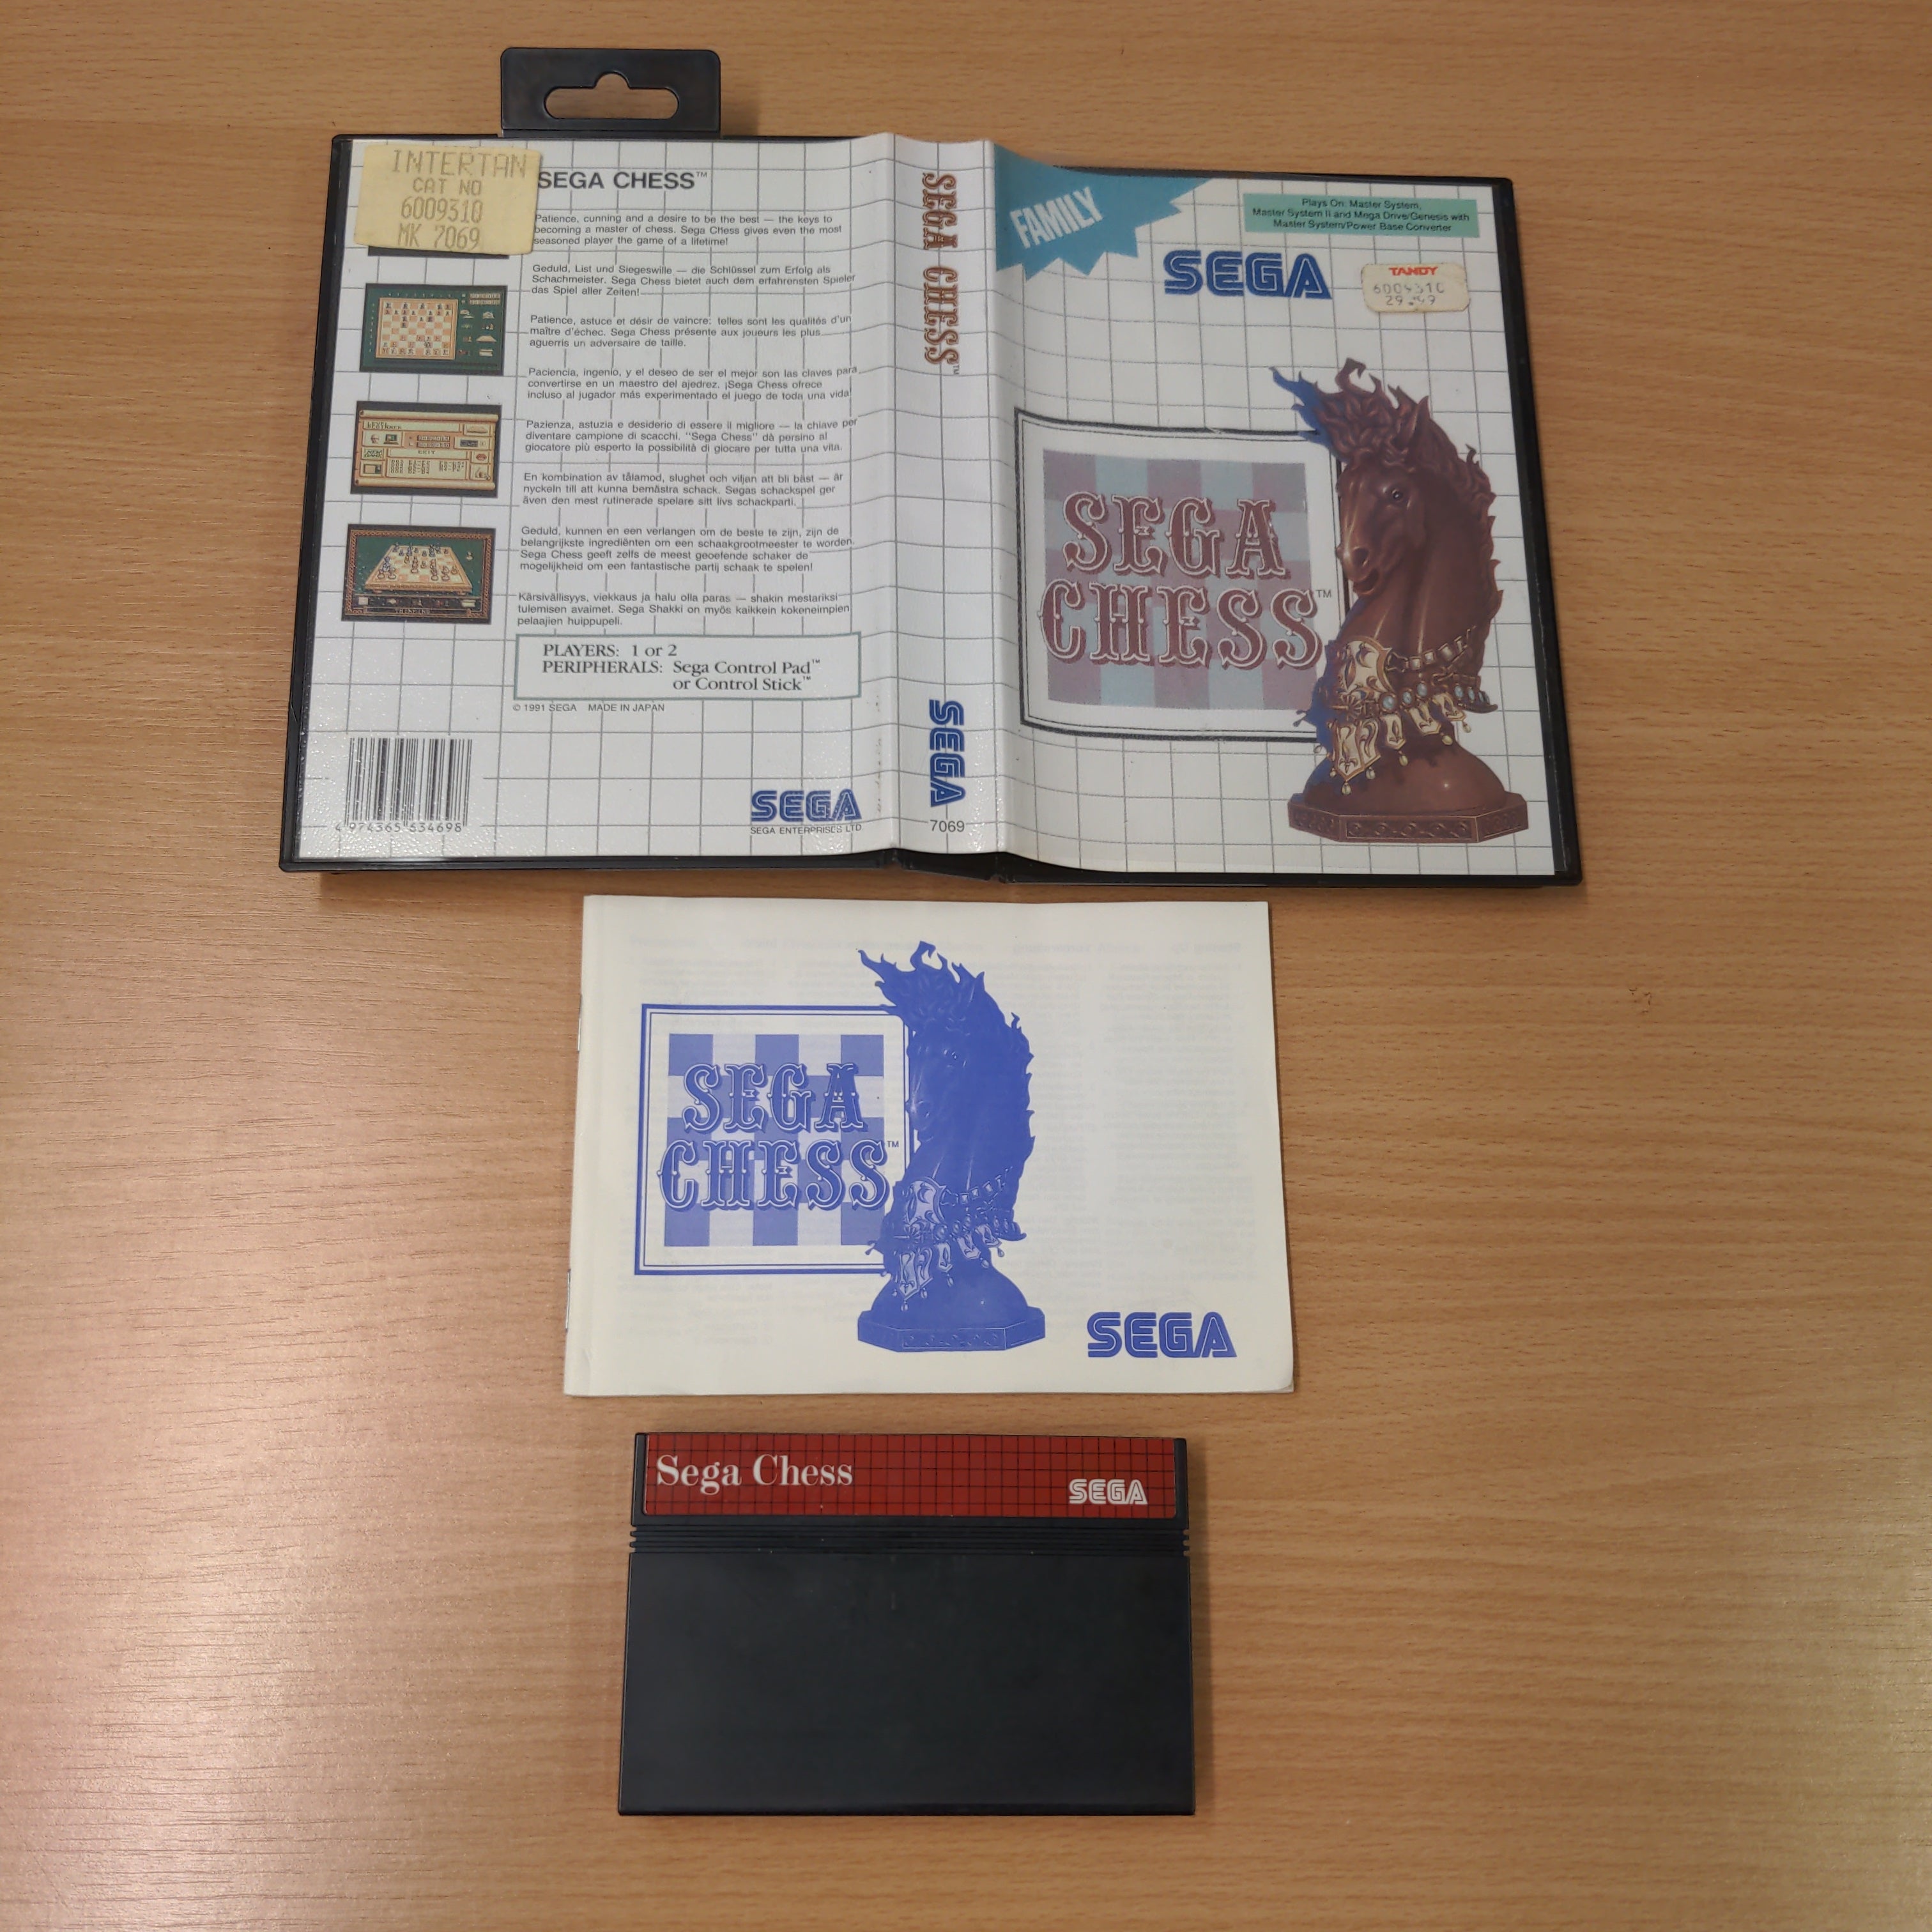 INTERTAN
CAT NO
6009310
MK 7069
SEGA CHESS™
Patience, cunning and a desire to be the best — the keys to
becoming a master of chess. Sega Chess gives even the most
seasoned player the game of a lifetime!
Geduld, List und Siegeswille — die Schlüssel zum Erfolg als
Schachmeister. Sega Chess bietet auch dem erfahrensten Spieler
das Spiel aller Zeiten!
Patience, astuce et désir de vaincre: telles sont les qualités d'un
maître d'échec. Sega Chess présente aux joueurs les plus
aguerris un adversaire de taille.
Paciencia, ingenio, y el deseo de ser el mejor son las claves para
convertirse en un maestro del ajedrez. ¡Sega Chess ofrece
incluso al jugador más experimentado el juego de toda una vida!
Pazienza, astuzia e desiderio di essere il migliore — la chiave per
diventare campione di scacchi. "Sega Chess" dà persino al
giocatore più esperto la possibilità di giocare per tutta una vita.
En kombination av tålamod, slughet och viljan att bli bäst — är
nyckeln till att kunna bemästra schack. Segas schackspel ger
även den mest rutinerade spelare sitt livs schackparti.
Geduld, kunnen en een verlangen om de beste te zijn, zijn de
belangrijkste ingrediënten om een schaakgrootmeester te worden.
Sega Chess geeft zelfs de meest geoefende schaker de
mogelijkheid om een fantastische partij schaak te spelen!
Kärsivällisyys, viekkaus ja halu olla paras — shakin mestariksi
tulemisen avaimet. Sega Shakki on myös kaikkein kokeneimpien
pelaajien huippupeli.
PLAYERS: 1 or 2
PERIPHERALS: Sega Control Pad™
or Control Stick™
© 1991 SEGA MADE IN JAPAN
4 974365 534698
SEGA
SEGA ENTERPRISES LTD.
SEGA CHESS™
SEGA
7069
FAMILY
Plays On: Master System,
Master System II and Mega Drive/Genesis with
Master System/Power Base Converter
SEGA
TANDY
6009310
29.49
SEGA
CHESS™
SEGA
CHESS™
SEGA
Sega Chess
SEGA